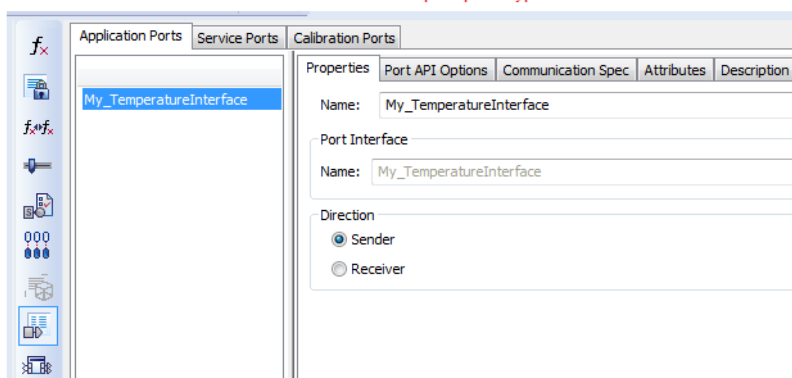 Application Ports Service Ports Calibration Ports
Properties Port API Options Communication Spec Attributes Description
My_TemperatureInterface
Name: My_TemperatureInterface
Port Interface
Name: My_TemperatureInterface
Direction
Sender
Receiver